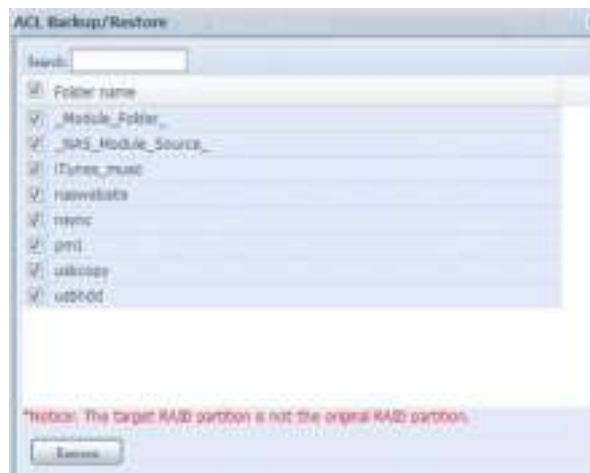 ACL Backup/Restore
Search:
Folder name
_Module_Folder_
_NAS_Module_Source_
iTunes_music
naswebsite
nsync
usbcopy
usbhdd
*Notice: The target RAID partition is not the original RAID partition.